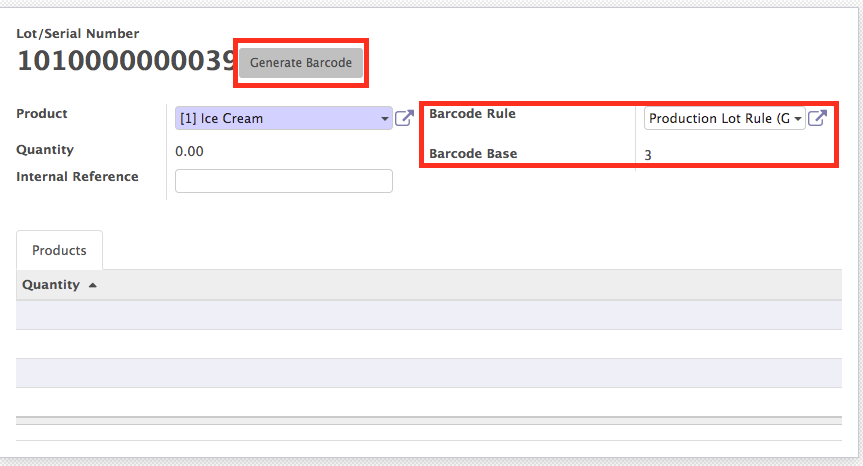 Lot/Serial Number
1010000000039 Generate Barcode
Product [1] Ice Cream Barcode Rule Production Lot Rule (G
Quantity 0.00 Barcode Base 3
Internal Reference
Products
Quantity